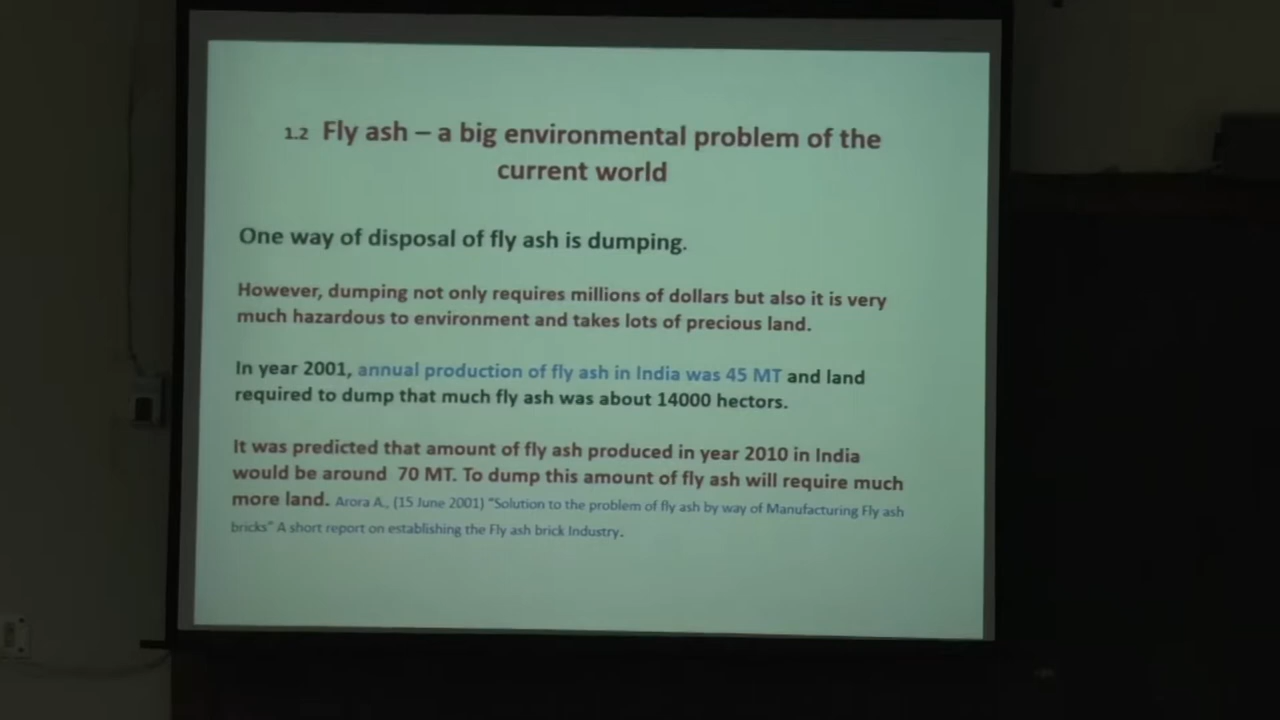 1.2 Fly ash – a big environmental problem of the
current world
One way of disposal of fly ash is dumping.
However, dumping not only requires millions of dollars but also it is very
much hazardous to environment and takes lots of precious land.
In year 2001, annual production of fly ash in India was 45 MT and land
required to dump that much fly ash was about 14000 hectors.
It was predicted that amount of fly ash produced in year 2010 in India
would be around 70 MT. To dump this amount of fly ash will require much
more land. Arora A., (15 June 2001) “Solution to the problem of fly ash by way of Manufacturing Fly ash
bricks” A short report on establishing the Fly ash brick Industry.